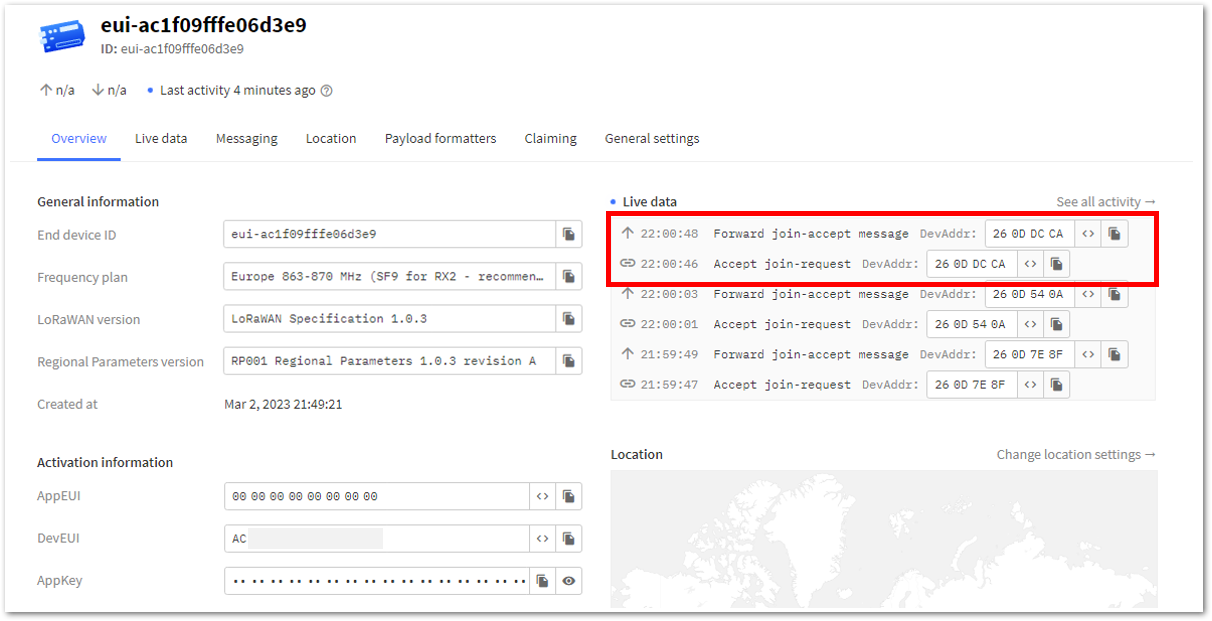 eui-ac1f09fffe06d3e9
ID: eui-ac1f09fffe06d3e9
n/a n/a • Last activity 4 minutes ago
Overview Live data Messaging Location Payload formatters Claiming General settings
General information
End device ID eui-ac1f09fffe06d3e9
Frequency plan Europe 863-870 MHz (SF9 for RX2 - recommen…
LoRaWAN version LoRaWAN Specification 1.0.3
Regional Parameters version RP001 Regional Parameters 1.0.3 revision A
Created at Mar 2, 2023 21:49:21
Activation information
AppEUI 00 00 00 00 00 00 00 00
DevEUI AC
AppKey •• •• •• •• •• •• •• •• •• •• •• •• •• •• •• ••
• Live data See all activity →
22:00:48 Forward join-accept message DevAddr: 26 0D DC CA
22:00:46 Accept join-request DevAddr: 26 0D DC CA
22:00:03 Forward join-accept message DevAddr: 26 0D 54 0A
22:00:01 Accept join-request DevAddr: 26 0D 54 0A
21:59:49 Forward join-accept message DevAddr: 26 0D 7E 8F
21:59:47 Accept join-request DevAddr: 26 0D 7E 8F
Location Change location settings →